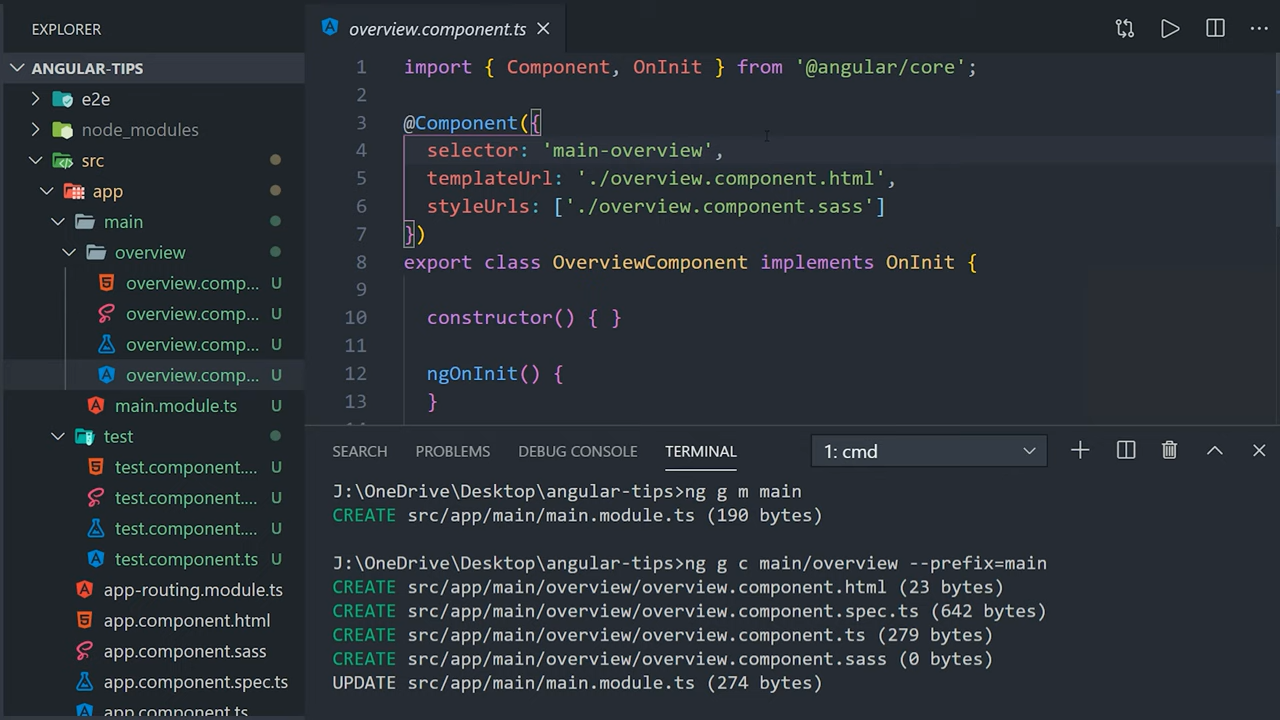 EXPLORER
ANGULAR-TIPS
e2e
node_modules
src
app
main
overview
overview.comp... U
overview.comp... U
overview.comp... U
overview.comp... U
main.module.ts U
test
test.component.... U
test.component.... U
test.component.... U
test.component.ts U
app-routing.module.ts
app.component.html
app.component.sass
app.component.spec.ts
app.component.ts
overview.component.ts
1 import { Component, OnInit } from '@angular/core';
2
3 @Component({
4 selector: 'main-overview',
5 templateUrl: './overview.component.html',
6 styleUrls: ['./overview.component.sass']
7 })
8 export class OverviewComponent implements OnInit {
9
10 constructor() { }
11
12 ngOnInit() {
13 }
SEARCH PROBLEMS DEBUG CONSOLE TERMINAL 1: cmd
J:\OneDrive\Desktop\angular-tips>ng g m main
CREATE src/app/main/main.module.ts (190 bytes)
J:\OneDrive\Desktop\angular-tips>ng g c main/overview --prefix=main
CREATE src/app/main/overview/overview.component.html (23 bytes)
CREATE src/app/main/overview/overview.component.spec.ts (642 bytes)
CREATE src/app/main/overview/overview.component.ts (279 bytes)
CREATE src/app/main/overview/overview.component.sass (0 bytes)
UPDATE src/app/main/main.module.ts (274 bytes)